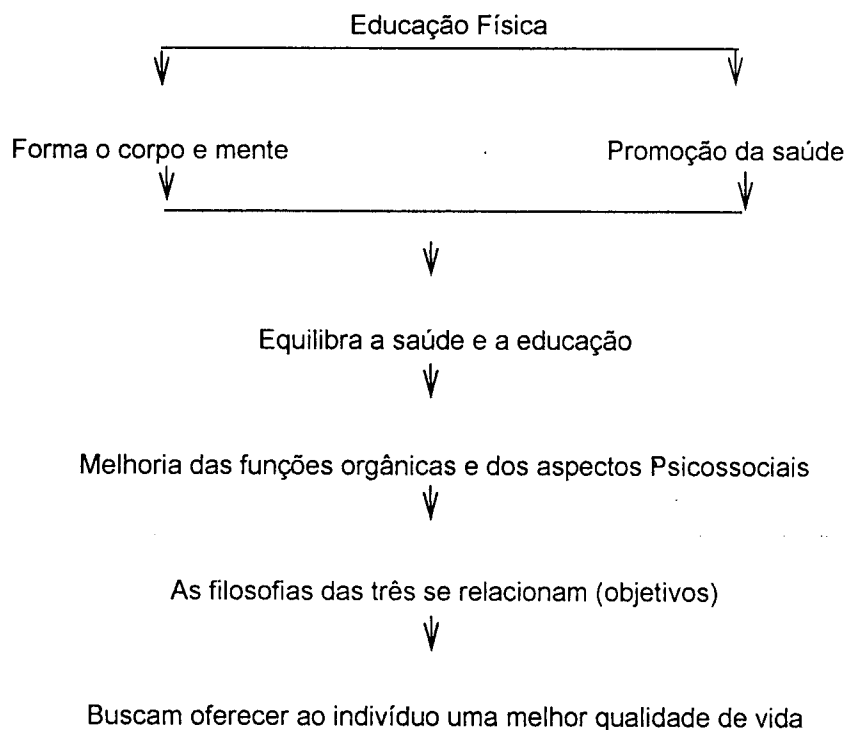 Educação Física
Forma o corpo e mente
Promoção da saúde
Equilibra a saúde e a educação
Melhoria das funções orgânicas e dos aspectos Psicossociais
As filosofias das três se relacionam (objetivos)
Buscam oferecer ao indivíduo uma melhor qualidade de vida